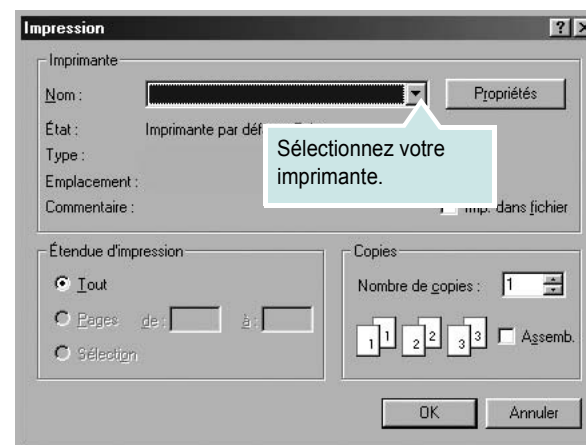 Impression
Imprimante
Nom :
Propriétés
État :
Imprimante par
Type :
Sélectionnez votre
imprimante.
Emplacement :
Commentaire :
Imp. dans fichier
Étendue d'impression
Tout
Pages de : à :
Sélection
Copies
Nombre de copies : 1
1 1 2 2 3 3
Assemb.
OK
Annuler